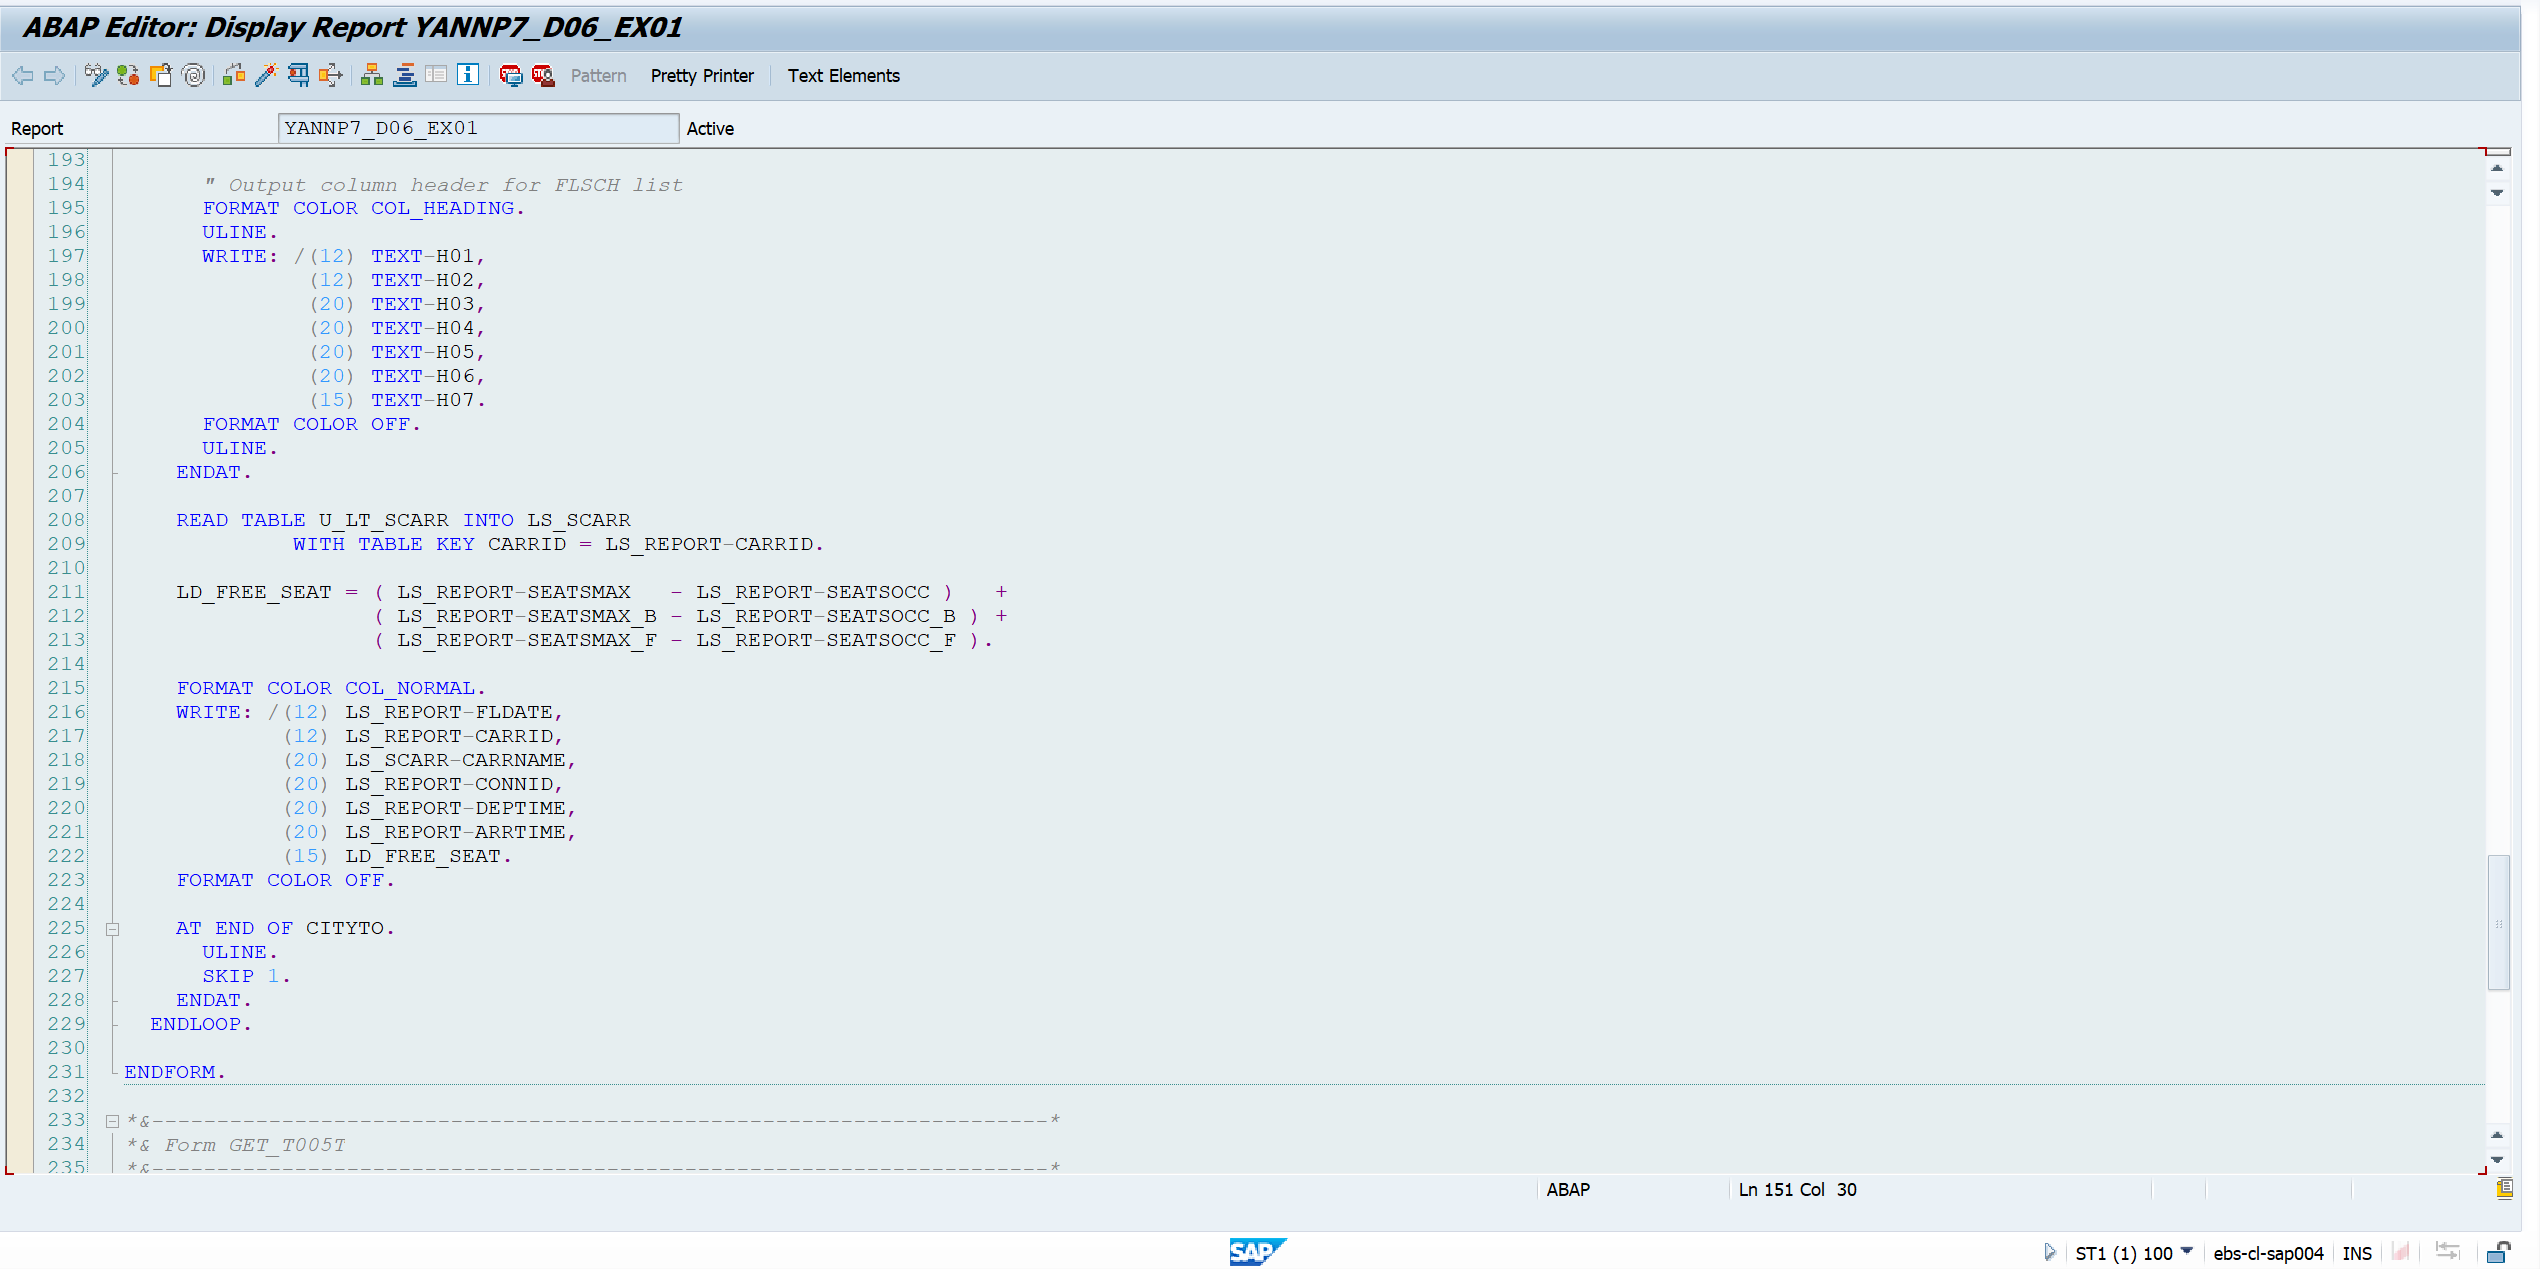 ABAP Editor: Display Report YANNP7_D06_EX01
Pattern Pretty Printer Text Elements
Report YANNP7_D06_EX01 Active
193
194 " Output column header for FLSCH list
195 FORMAT COLOR COL_HEADING.
196 ULINE.
197 WRITE: /(12) TEXT-H01,
198 (12) TEXT-H02,
199 (20) TEXT-H03,
200 (20) TEXT-H04,
201 (20) TEXT-H05,
202 (20) TEXT-H06,
203 (15) TEXT-H07.
204 FORMAT COLOR OFF.
205 ULINE.
206 ENDAT.
207
208 READ TABLE U_LT_SCARR INTO LS_SCARR
209 WITH TABLE KEY CARRID = LS_REPORT-CARRID.
210
211 LD_FREE_SEAT = ( LS_REPORT-SEATSMAX - LS_REPORT-SEATSOCC ) +
212 ( LS_REPORT-SEATSMAX_B - LS_REPORT-SEATSOCC_B ) +
213 ( LS_REPORT-SEATSMAX_F - LS_REPORT-SEATSOCC_F ).
214
215 FORMAT COLOR COL_NORMAL.
216 WRITE: /(12) LS_REPORT-FLDATE,
217 (12) LS_REPORT-CARRID,
218 (20) LS_SCARR-CARRNAME,
219 (20) LS_REPORT-CONNID,
220 (20) LS_REPORT-DEPTIME,
221 (20) LS_REPORT-ARRTIME,
222 (15) LD_FREE_SEAT.
223 FORMAT COLOR OFF.
224
225 AT END OF CITYTO.
226 ULINE.
227 SKIP 1.
228 ENDAT.
229 ENDLOOP.
230
231 ENDFORM.
232
233 *&---------------------------------------------------------------------*
234 *& Form GET_T005T
235 *&---------------------------------------------------------------------*
ABAP Ln 151 Col 30
SAP ST1 (1) 100 ebs-cl-sap004 INS